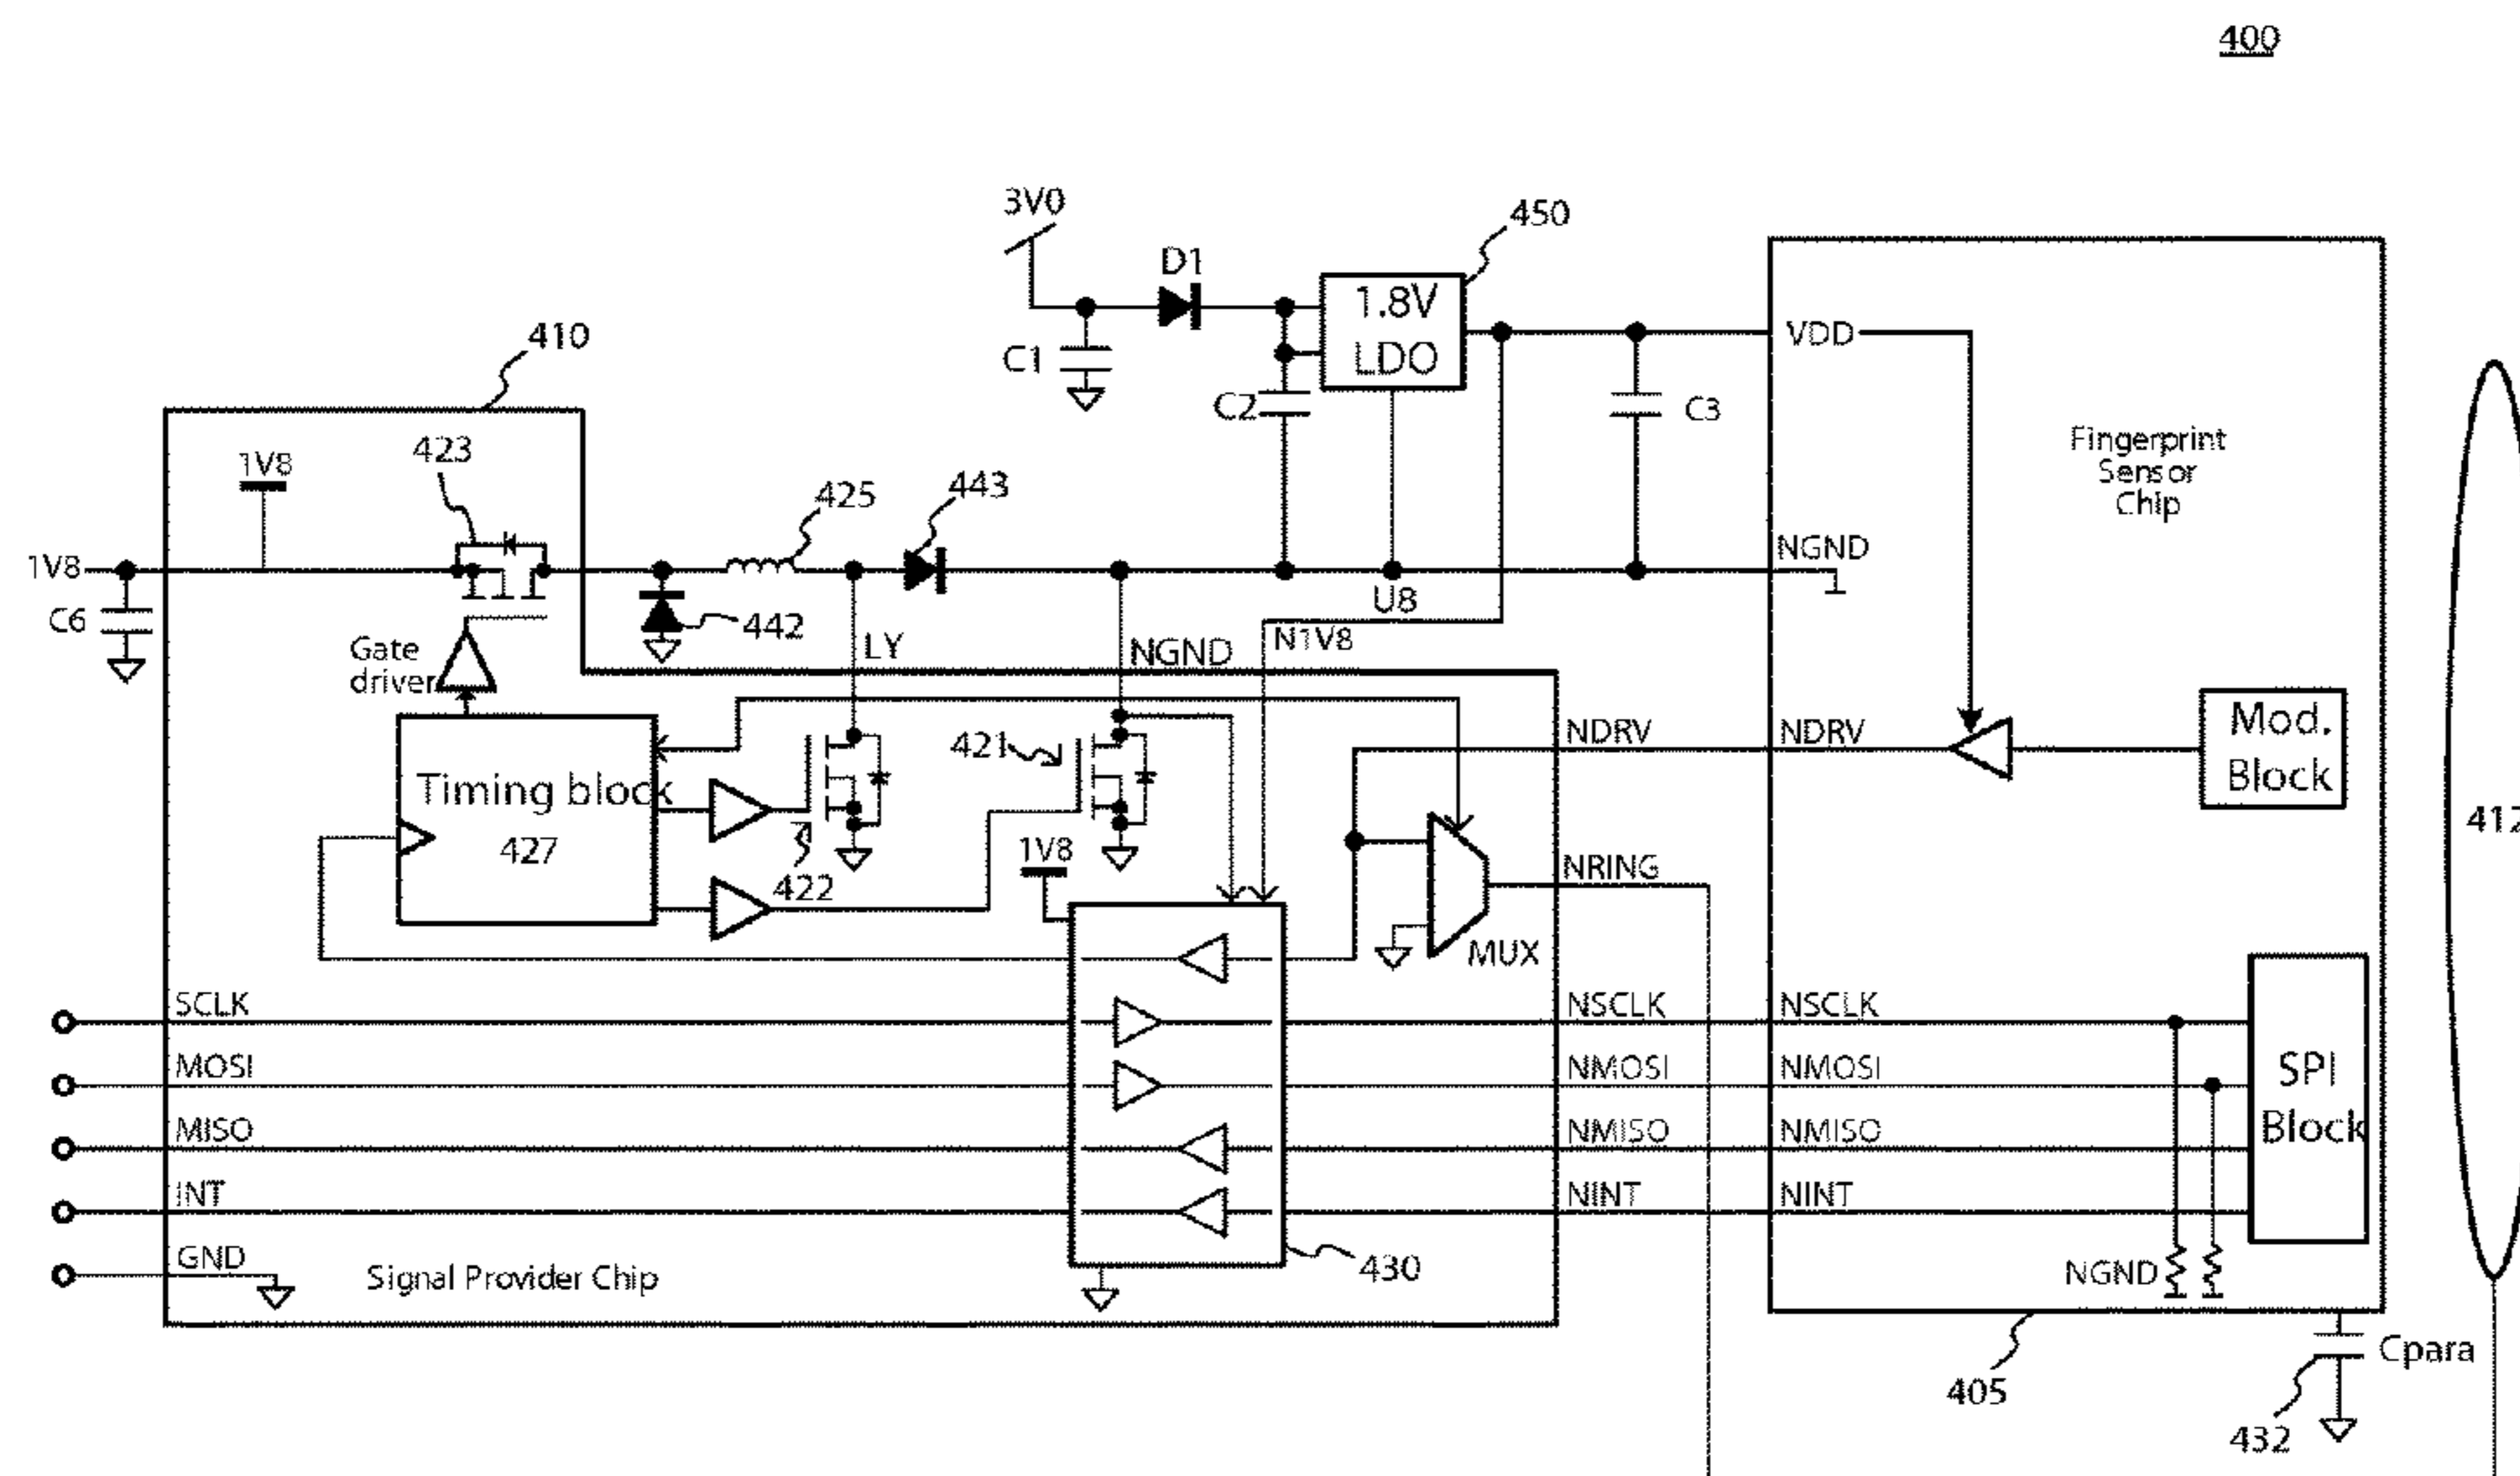 400
3V0
450
D1
1.8V
LDO
C1
C2
C3
VDD
410
423
1V8
425
443
Fingerprint
Sensor
Chip
1V8
NGND
C6
442
U8
Gate
driver
LY
NGND
N1V8
421
NDRV
NDRV
Mod.
Block
Timing block
427
422
1V8
NRING
MUX
412
SCLK
NSCLK
NSCLK
MOSI
NMOSI
NMOSI
SPI
Block
MISO
NMISO
NMISO
INT
NINT
NINT
GND
Signal Provider Chip
430
NGND
Cpara
405
432